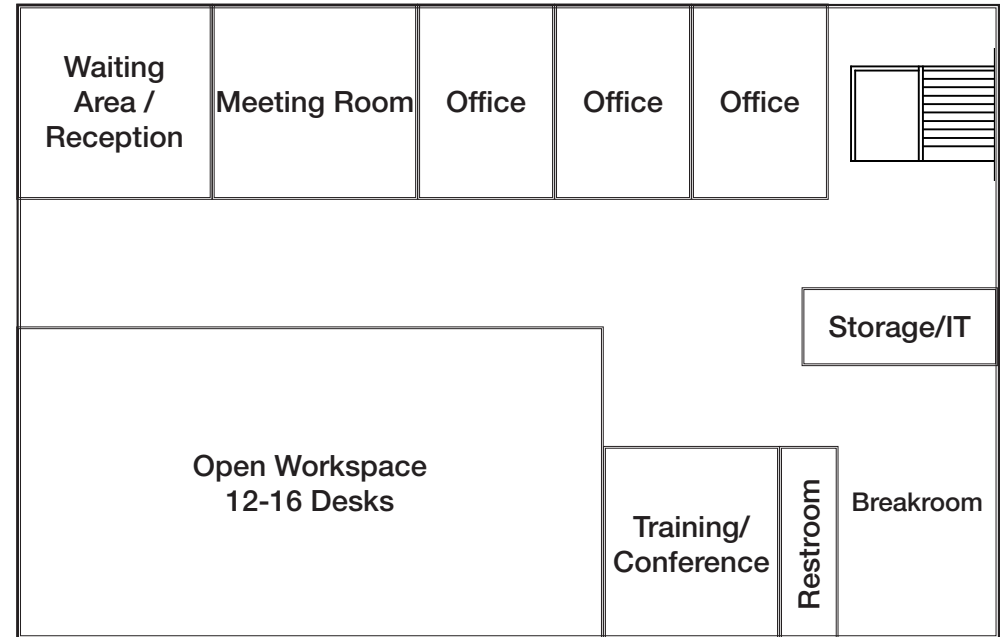 Waiting
Area /
Reception
Meeting Room
Office
Office
Office
Storage/IT
Open Workspace
12-16 Desks
Training/
Conference
Restroom
Breakroom